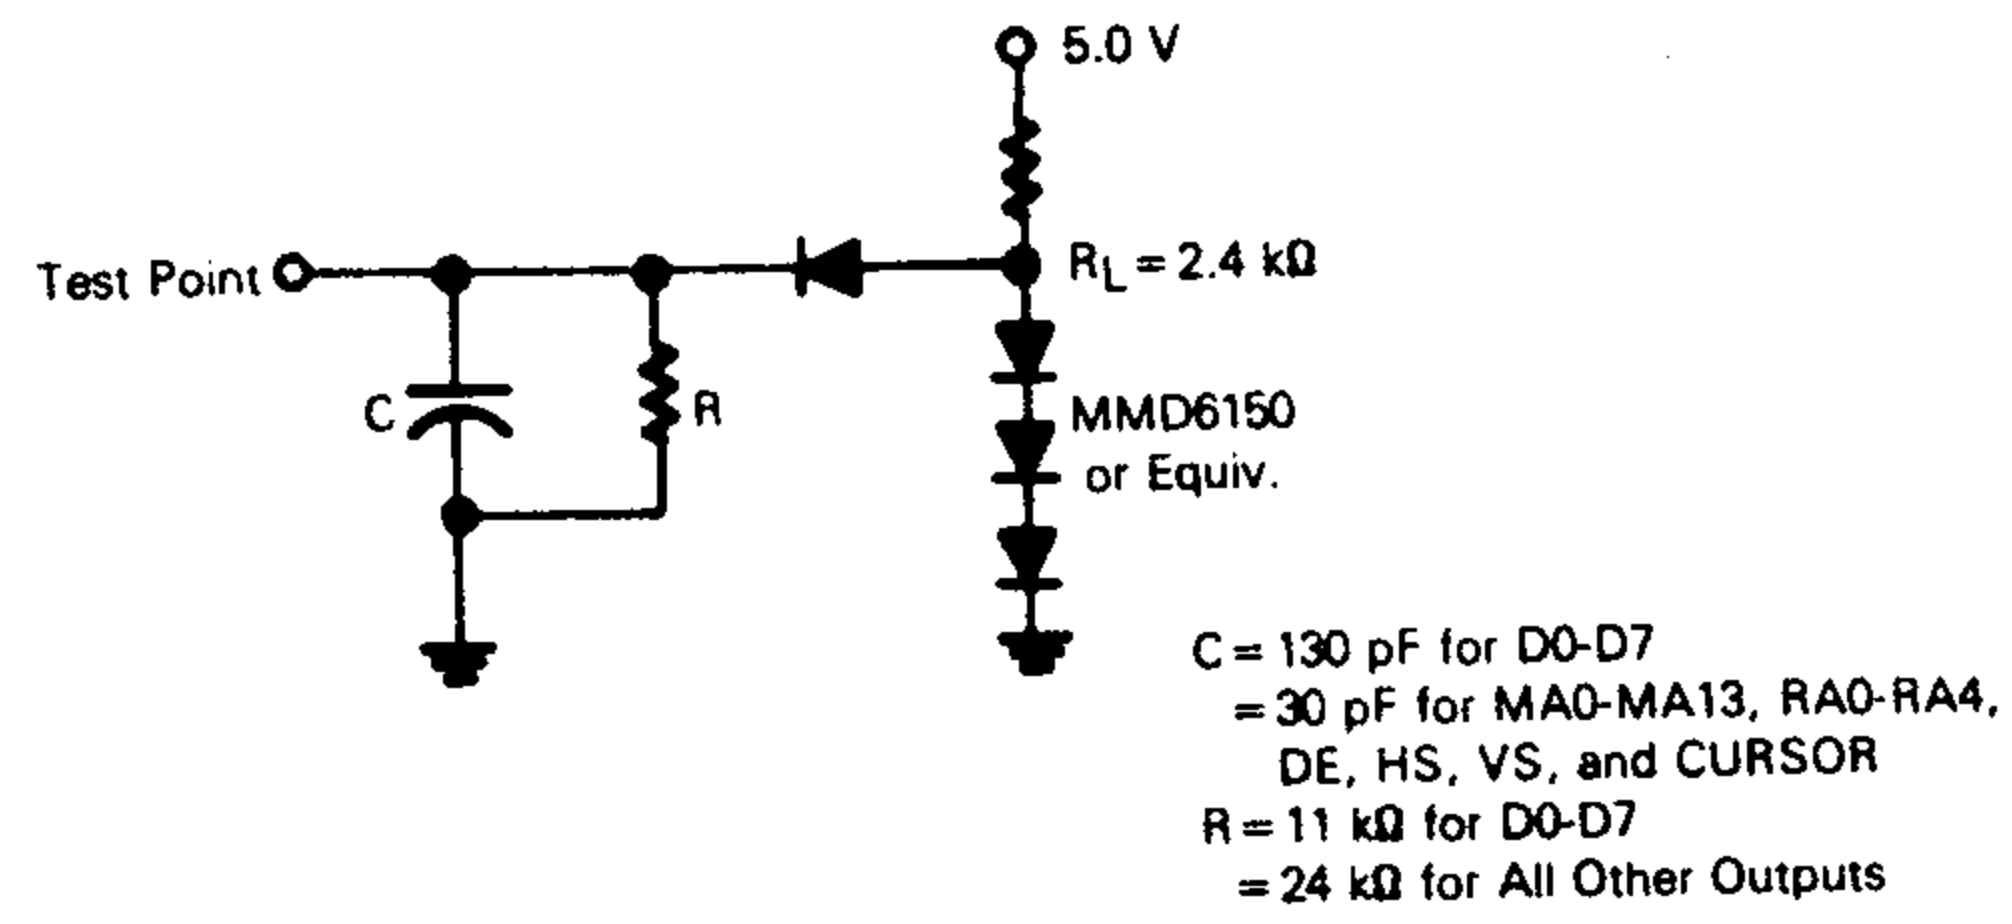 5.0 V
Test Point
RL = 2.4 kΩ
C
R
MMD6150
or Equiv.
C = 130 pF for D0-D7
= 30 pF for MA0-MA13, RA0-RA4,
DE, HS, VS, and CURSOR
R = 11 kΩ for D0-D7
= 24 kΩ for All Other Outputs